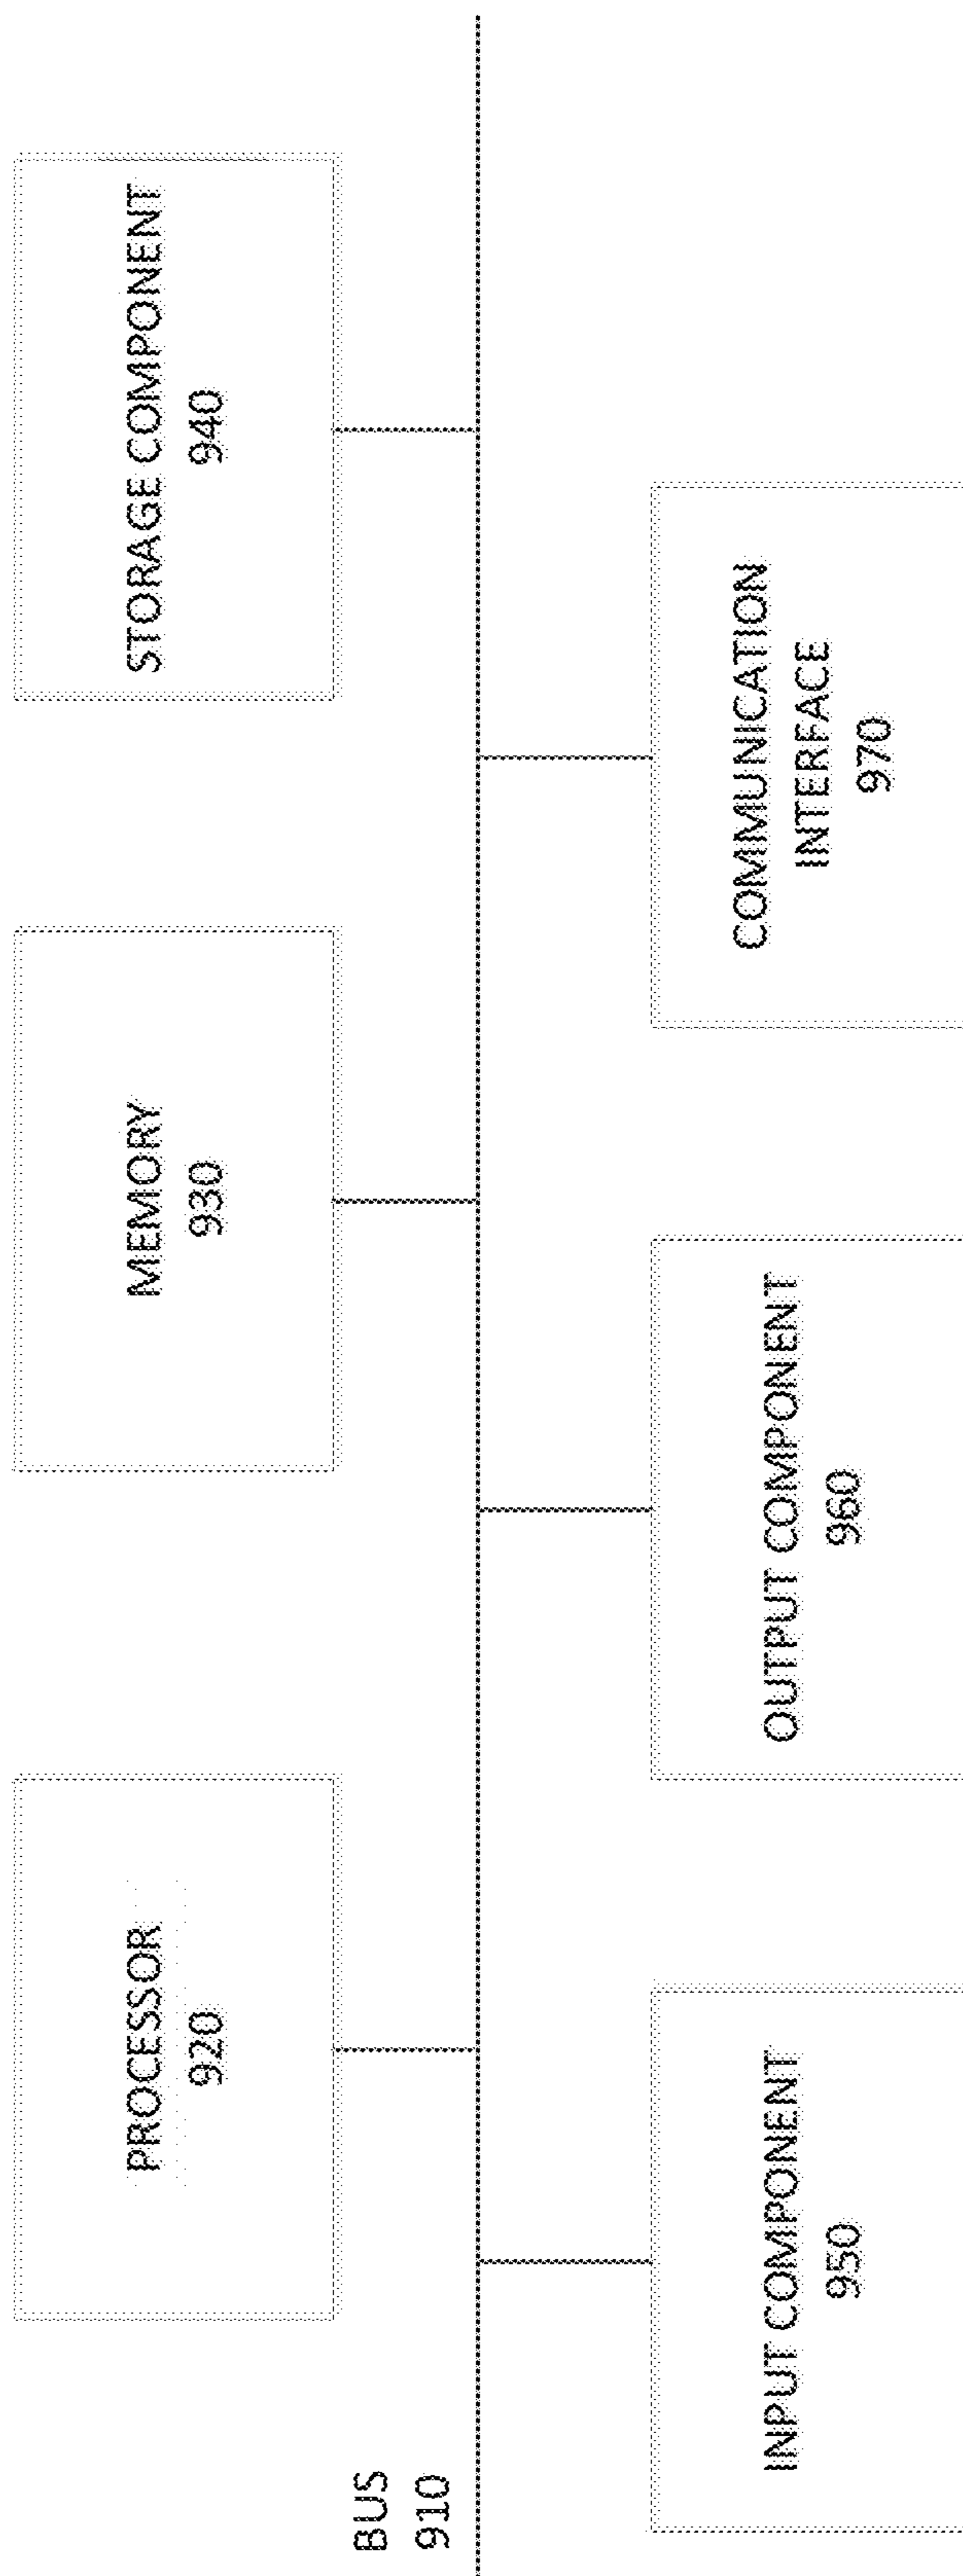 PROCESSOR
920
MEMORY
930
STORAGE COMPONENT
940
BUS
910
INPUT COMPONENT
950
OUTPUT COMPONENT
960
COMMUNICATION
INTERFACE
970